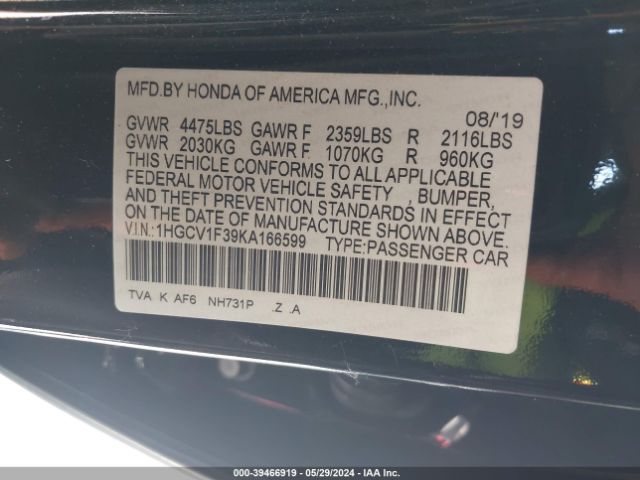 MFD.BY HONDA OF AMERICA MFG.,INC.
08/'19
GVWR 4475LBS GAWR F 2359LBS R 2116LBS
GVWR 2030KG GAWR F 1070KG R 960KG
THIS VEHICLE CONFORMS TO ALL APPLICABLE
FEDERAL MOTOR VEHICLE SAFETY , BUMPER,
AND THEFT PREVENTION STANDARDS IN EFFECT
ON THE DATE OF MANUFACTURE SHOWN ABOVE.
VIN.:1HGCV1F39KA166599 TYPE:PASSENGER CAR
TVA K AF6 NH731P .Z .A
000-39466919 - 05/29/2024 - IAA Inc.